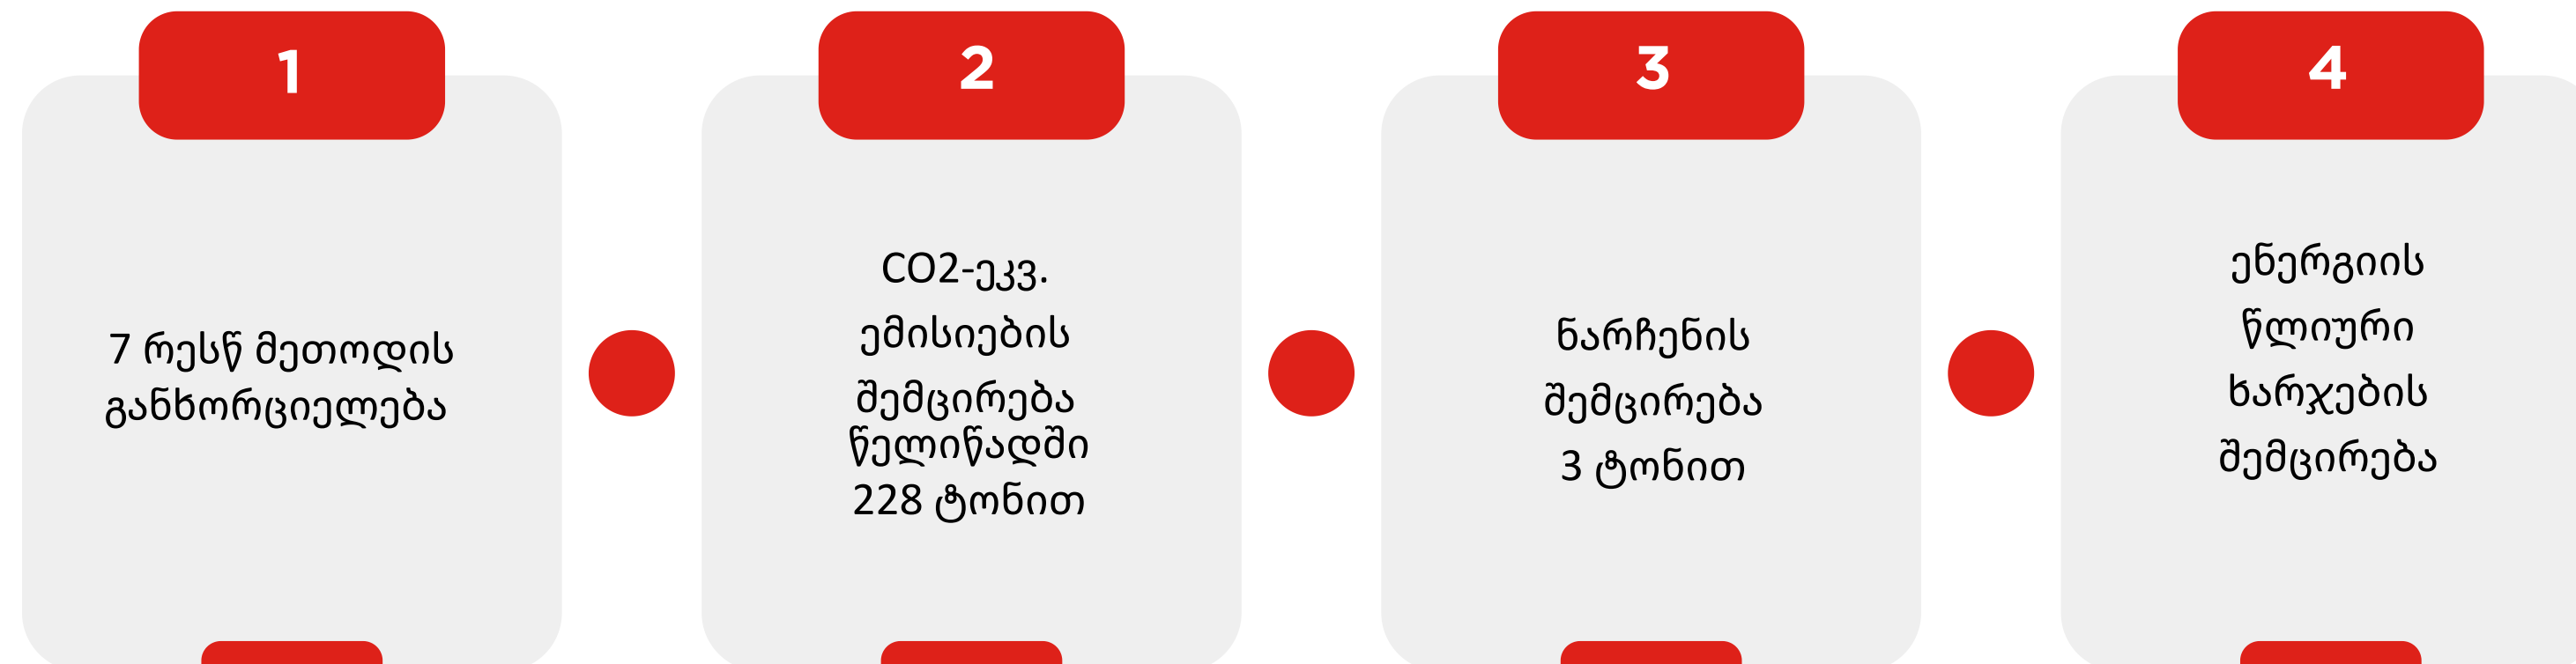 1
7 რესწ მეთოდის
განხორციელება
2
CO2-ეკვ.
ემისიების
შემცირება
წელიწადში
228 ტონით
3
ნარჩენის
შემცირება
3 ტონით
4
ენერგიის
წლიური
ხარჯების
შემცირება